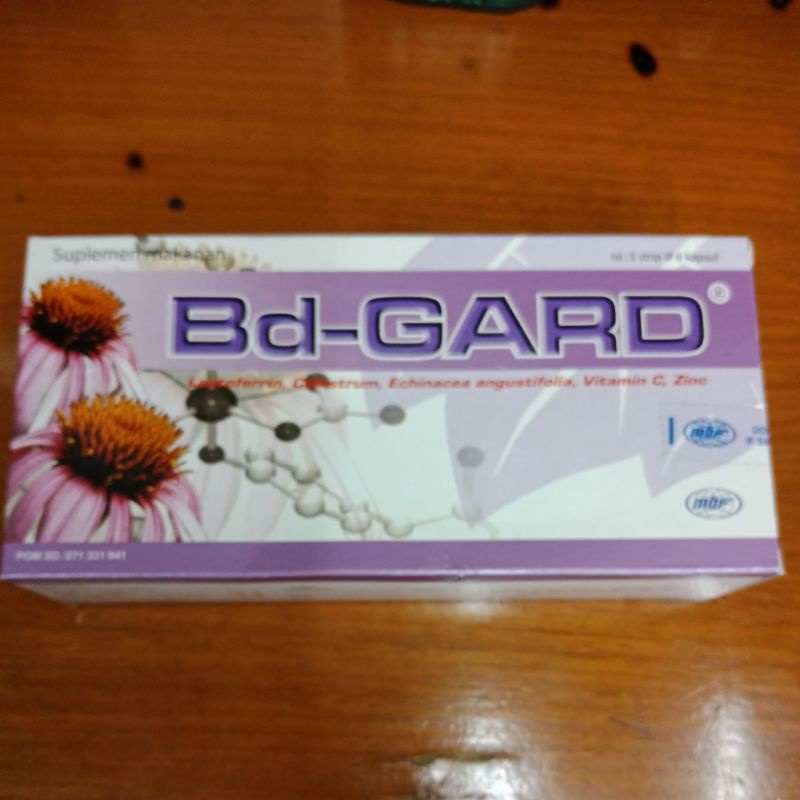 Suplemen makanan
Isi : 5 strip @ 6 kapsul
Bd-GARD®
Lactoferrin, Colostrum, Echinacea angustifolia, Vitamin C, Zinc
mbf
mbf
POM SD. 071 331 941